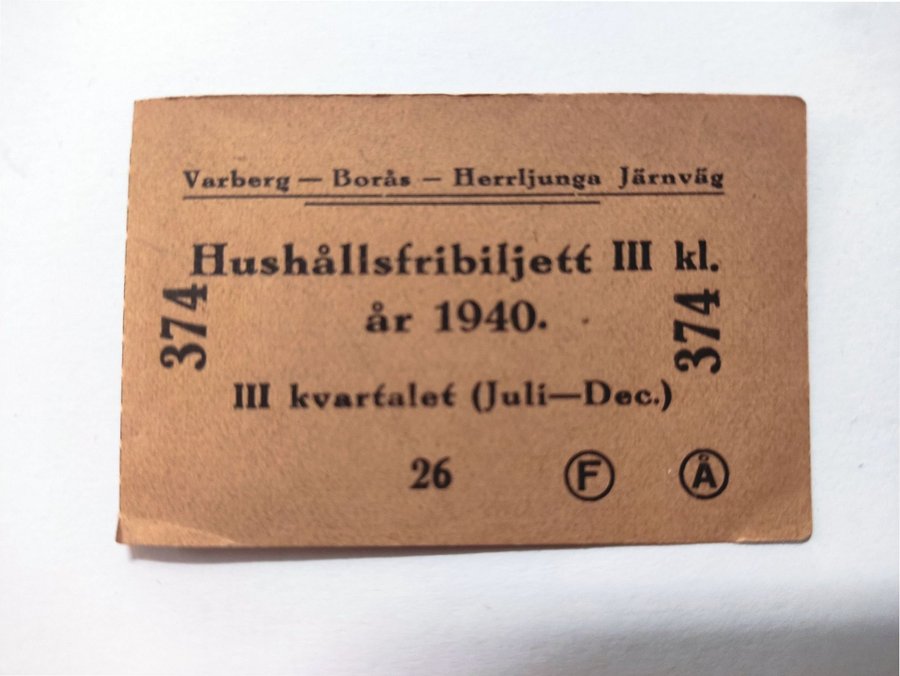 Varberg — Borås — Herrljunga Järnväg
Hushållsfribiljett III kl.
år 1940.
374
374
III kvartalet (Juli—Dec.)
26 F Å